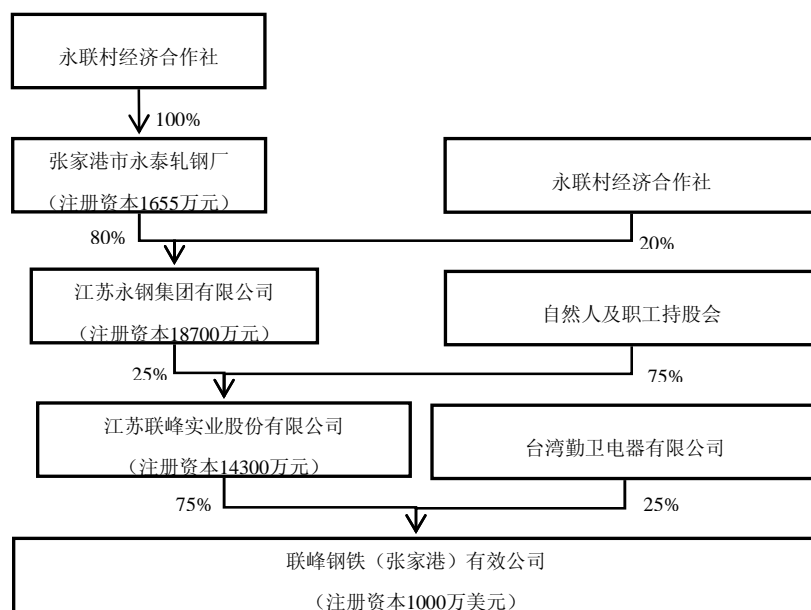 永联村经济合作社
100%
张家港市永泰轧钢厂
（注册资本1655万元）
永联村经济合作社
80%
20%
江苏永钢集团有限公司
（注册资本18700万元）
自然人及职工持股会
25%
75%
江苏联峰实业股份有限公司
（注册资本14300万元）
台湾勤卫电器有限公司
75%
25%
联峰钢铁（张家港）有效公司
（注册资本1000万美元）